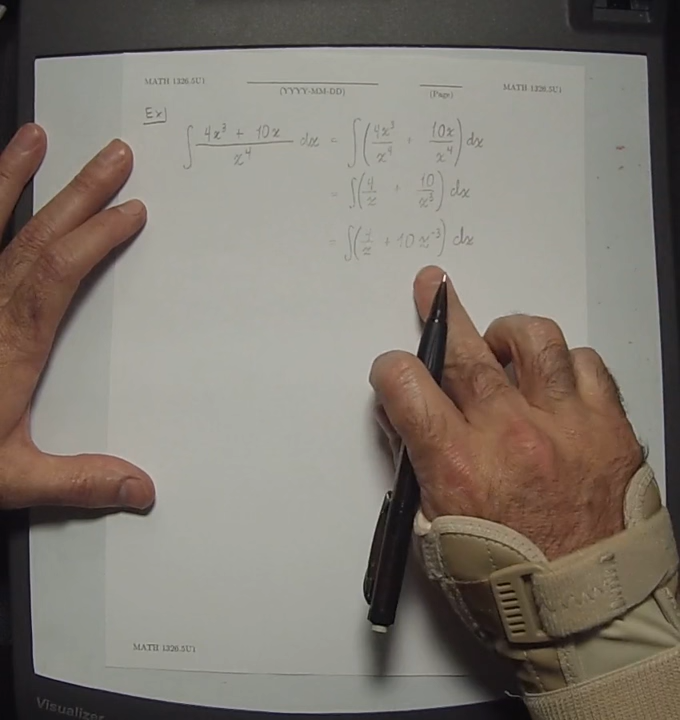 MATH 1326.5U1
(YYYY-MM-DD)
(Page)
MATH 1326.5U1
Ex1
∫ (4x³ + 10x)/x⁴ dx = ∫(4x³/x⁴ + 10x/x⁴) dx
= ∫(4/x + 10/x³) dx
= ∫(4/x + 10x⁻³) dx
MATH 1326.5U1
Visualizer